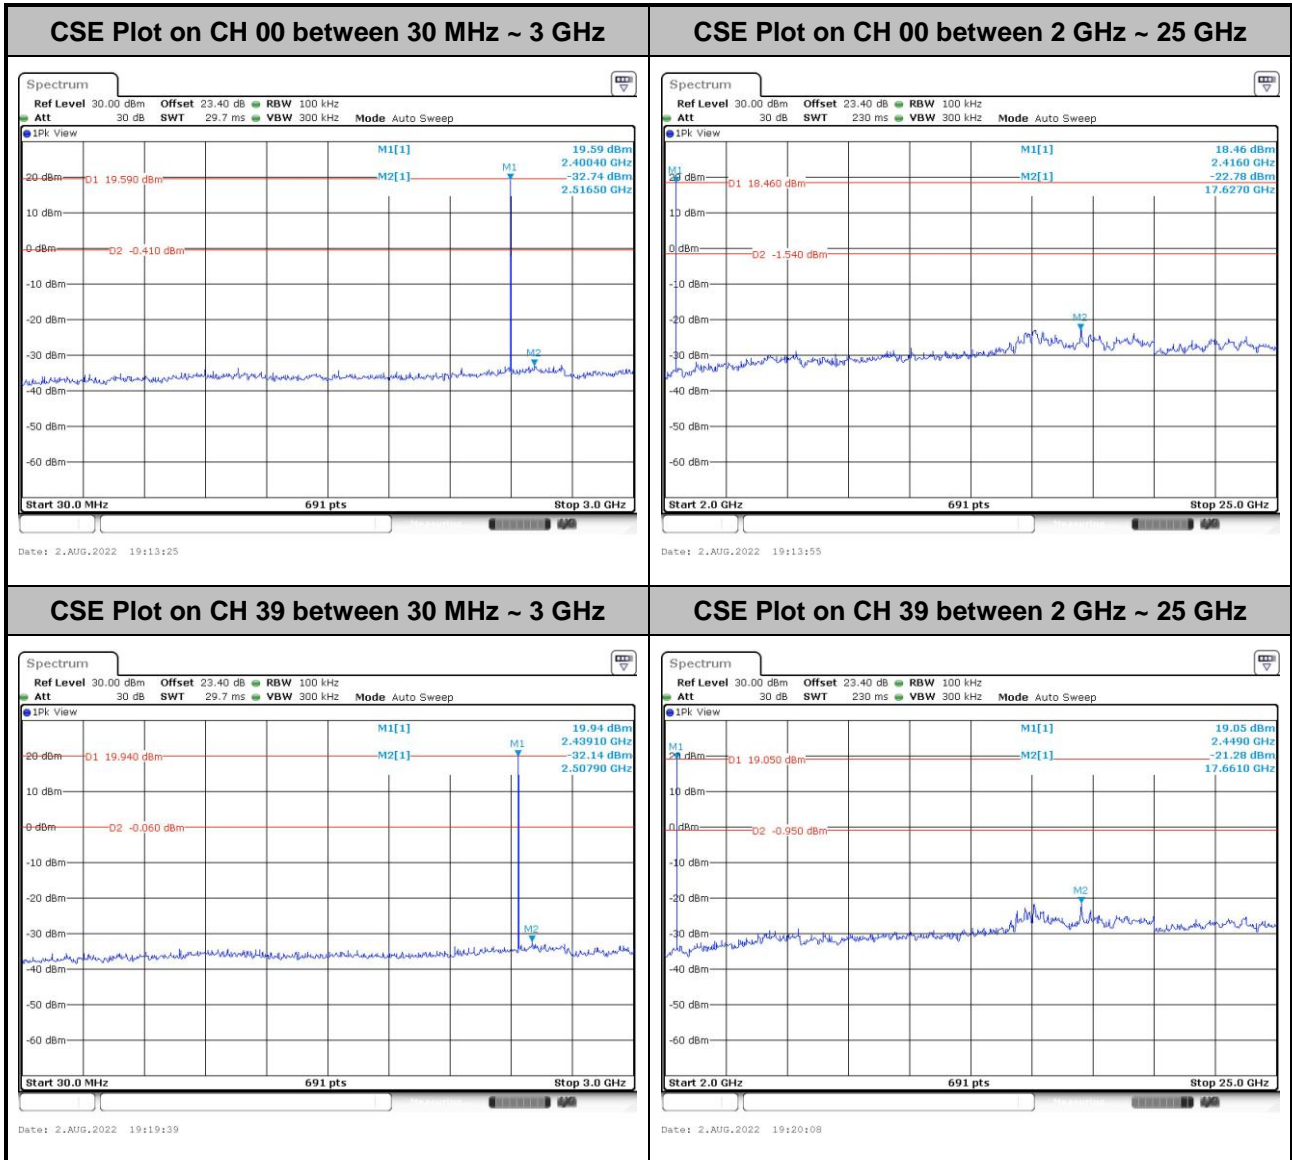 CSE Plot on CH 00 between 30 MHz ~ 3 GHz
Spectrum
Ref Level 30.00 dBm Offset 23.40 dB RBW 100 kHz
Att 30 dB SWT 29.7 ms VBW 300 kHz Mode Auto Sweep
1Pk View
M1[1] 19.59 dBm
2.40040 GHz
M1
20 dBm
D1 19.590 dBm
M2[1] -32.74 dBm
2.51650 GHz
10 dBm
0 dBm
D2 -0.410 dBm
-10 dBm
-20 dBm
-30 dBm
M2
-40 dBm
-50 dBm
-60 dBm
Start 30.0 MHz 691 pts Stop 3.0 GHz
Date: 2.AUG.2022 19:13:25
CSE Plot on CH 00 between 2 GHz ~ 25 GHz
Spectrum
Ref Level 30.00 dBm Offset 23.40 dB RBW 100 kHz
Att 30 dB SWT 230 ms VBW 300 kHz Mode Auto Sweep
1Pk View
M1[1] 18.46 dBm
2.4160 GHz
M1
20 dBm
D1 18.460 dBm
M2[1] -22.78 dBm
17.6270 GHz
10 dBm
0 dBm
D2 -1.540 dBm
-10 dBm
-20 dBm
M2
-30 dBm
-40 dBm
-50 dBm
-60 dBm
Start 2.0 GHz 691 pts Stop 25.0 GHz
Date: 2.AUG.2022 19:13:55
CSE Plot on CH 39 between 30 MHz ~ 3 GHz
Spectrum
Ref Level 30.00 dBm Offset 23.40 dB RBW 100 kHz
Att 30 dB SWT 29.7 ms VBW 300 kHz Mode Auto Sweep
1Pk View
M1[1] 19.94 dBm
2.43910 GHz
M1
20 dBm
D1 19.940 dBm
M2[1] -32.14 dBm
2.50790 GHz
10 dBm
0 dBm
D2 -0.060 dBm
-10 dBm
-20 dBm
-30 dBm
M2
-40 dBm
-50 dBm
-60 dBm
Start 30.0 MHz 691 pts Stop 3.0 GHz
Date: 2.AUG.2022 19:19:39
CSE Plot on CH 39 between 2 GHz ~ 25 GHz
Spectrum
Ref Level 30.00 dBm Offset 23.40 dB RBW 100 kHz
Att 30 dB SWT 230 ms VBW 300 kHz Mode Auto Sweep
1Pk View
M1[1] 19.05 dBm
2.4490 GHz
M1
20 dBm
D1 19.050 dBm
M2[1] -21.28 dBm
17.6610 GHz
10 dBm
0 dBm
D2 -0.950 dBm
-10 dBm
-20 dBm
M2
-30 dBm
-40 dBm
-50 dBm
-60 dBm
Start 2.0 GHz 691 pts Stop 25.0 GHz
Date: 2.AUG.2022 19:20:08